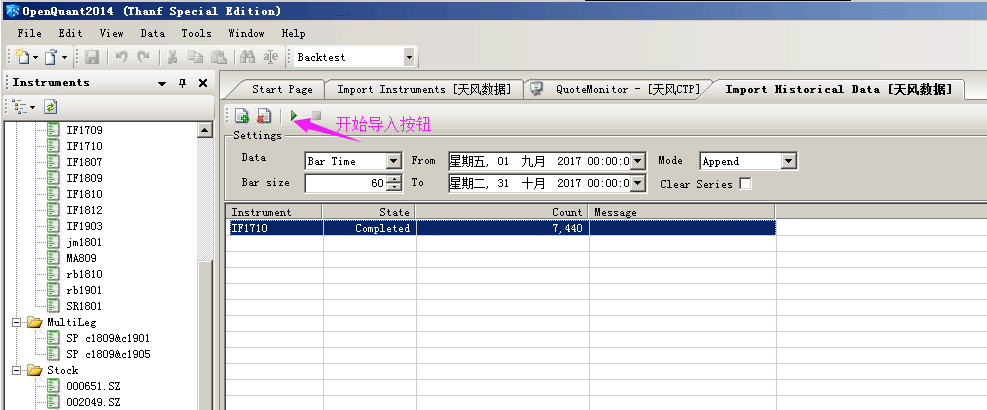 OpenQuant2014 (Thanf Special Edition)
File Edit View Data Tools Window Help
Backtest
Instruments
Start Page
Import Instruments [天风数据]
QuoteMonitor - [天风CTP]
Import Historical Data [天风数据]
开始导入按钮
Settings
Data Bar Time From 星期五, 01 九月 2017 00:00:0 Mode Append
Bar size 60 To 星期二, 31 十月 2017 00:00:0 Clear Series
Instrument State Count Message
IF1710 Completed 7,440
IF1709
IF1710
IF1807
IF1809
IF1810
IF1812
IF1903
jm1801
MA809
rb1810
rb1901
SR1801
MultiLeg
SP c1809&c1901
SP c1809&c1905
Stock
000651.SZ
002049.SZ